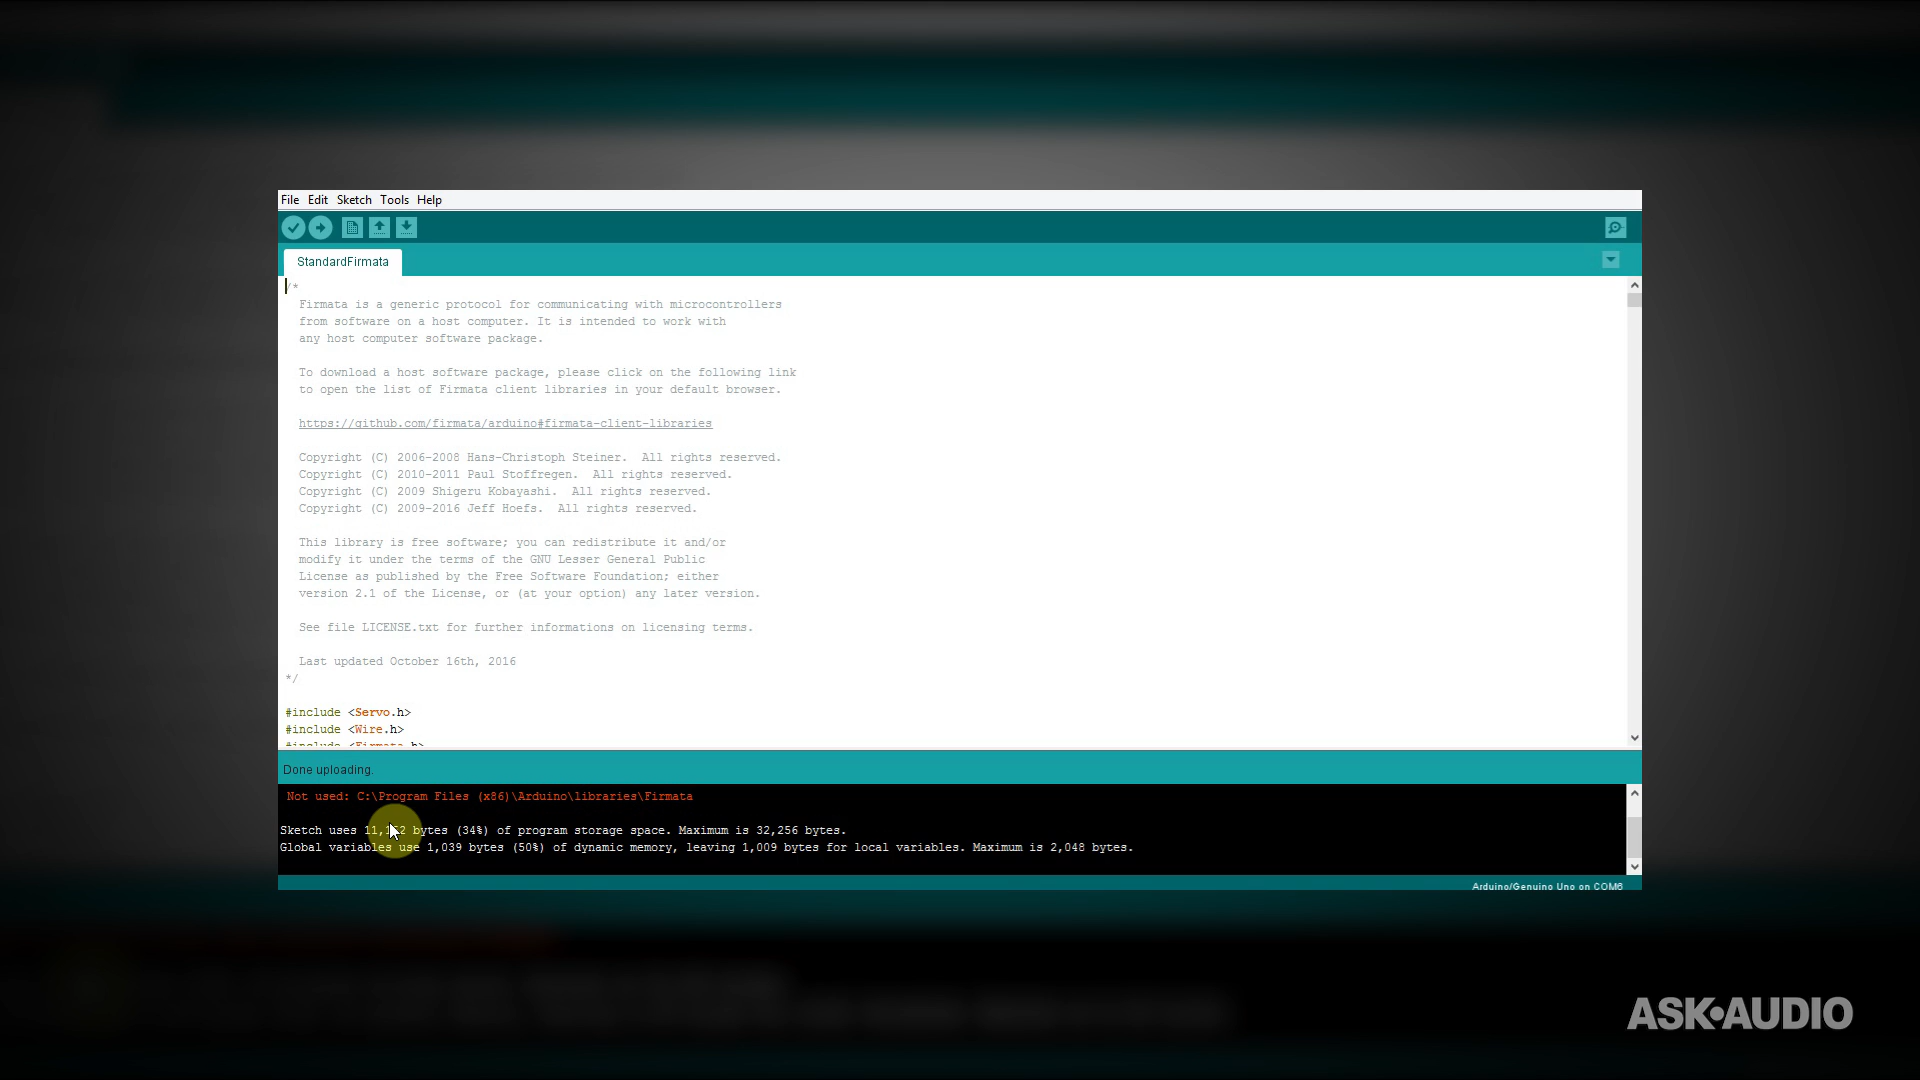 File Edit Sketch Tools Help
StandardFirmata
/*
Firmata is a generic protocol for communicating with microcontrollers
from software on a host computer. It is intended to work with
any host computer software package.
To download a host software package, please click on the following link
to open the list of Firmata client libraries in your default browser.
https://github.com/firmata/arduino#firmata-client-libraries
Copyright (C) 2006-2008 Hans-Christoph Steiner.  All rights reserved.
Copyright (C) 2010-2011 Paul Stoffregen.  All rights reserved.
Copyright (C) 2009 Shigeru Kobayashi.  All rights reserved.
Copyright (C) 2009-2016 Jeff Hoefs.  All rights reserved.
This library is free software; you can redistribute it and/or
modify it under the terms of the GNU Lesser General Public
License as published by the Free Software Foundation; either
version 2.1 of the License, or (at your option) any later version.
See file LICENSE.txt for further informations on licensing terms.
Last updated October 16th, 2016
*/
#include <Servo.h>
#include <Wire.h>
#include <Firmata.h>
Done uploading.
Not used: C:\Program Files (x86)\Arduino\libraries\Firmata
Sketch uses bytes (34%) of program storage space. Maximum is 32,256 bytes.
Global variables use 1,039 bytes (50%) of dynamic memory, leaving 1,009 bytes for local variables. Maximum is 2,048 bytes.
Arduino/Genuino Uno on COM6
ASK•AUDIO